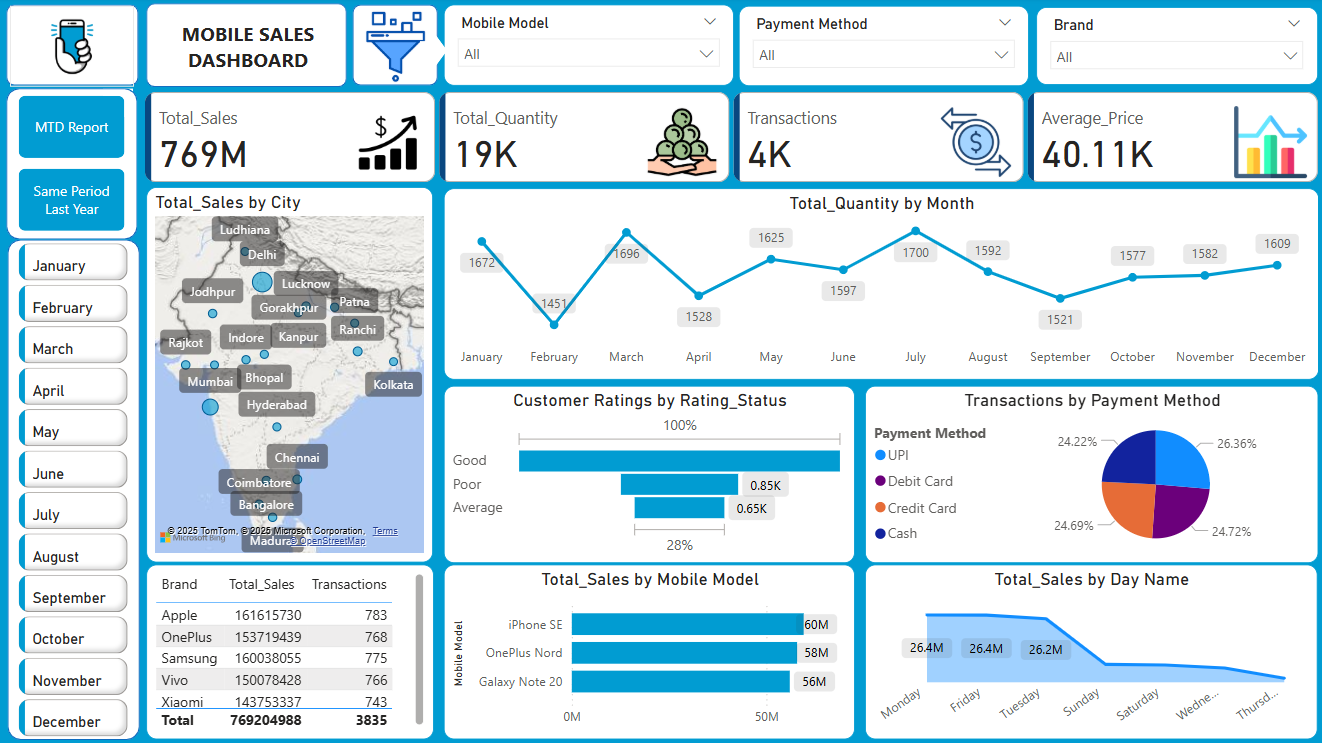 MOBILE SALES
DASHBOARD
Mobile Model
All
Payment Method
All
Brand
All
MTD Report
Same Period
Last Year
January
February
March
April
May
June
July
August
September
October
November
December
Total_Sales
769M
Total_Quantity
19K
Transactions
4K
Average_Price
40.11K
Total_Sales by City
Ludhiana
Delhi
Lucknow
Jodhpur
Gorakhpur
Patna
Ranchi
Rajkot
Indore
Kanpur
Mumbai
Bhopal
Kolkata
Hyderabad
Chennai
Coimbatore
Bangalore
© 2025 TomTom, © 2025 Microsoft Corporation, Terms
Microsoft Bing
© OpenStreetMap
Total_Quantity by Month
1672
1451
1696
1528
1625
1597
1700
1592
1521
1577
1582
1609
January February March April May June July August September October November December
Customer Ratings by Rating_Status
100%
Good
Poor 0.85K
Average 0.65K
28%
Transactions by Payment Method
Payment Method
UPI
Debit Card
Credit Card
Cash
24.22%
26.36%
24.69%
24.72%
Brand Total_Sales Transactions
Apple 161615730 783
OnePlus 153719439 768
Samsung 160038055 775
Vivo 150078428 766
Xiaomi 143753337 743
Total 769204988 3835
Total_Sales by Mobile Model
Mobile Model
iPhone SE 60M
OnePlus Nord 58M
Galaxy Note 20 56M
0M 50M
Total_Sales by Day Name
26.4M 26.4M 26.2M
Monday Friday Tuesday Sunday Saturday Wedne... Thursd...